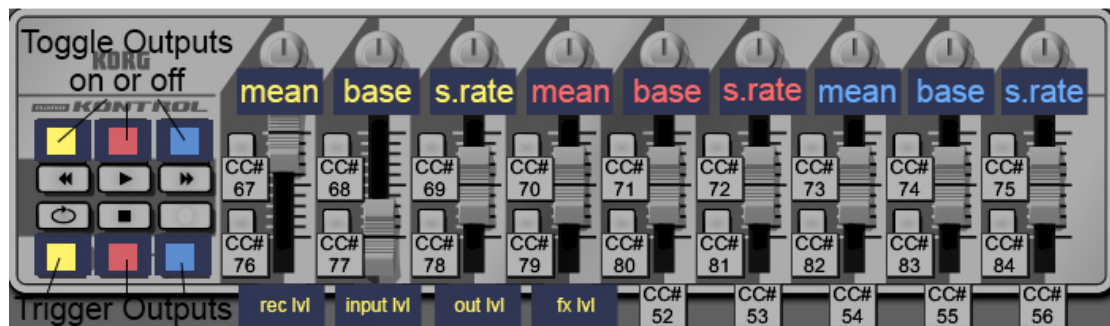 Toggle Outputs
KORG
on or off
nano KONTROL
mean base s.rate mean base s.rate mean base s.rate
CC# 67 CC# 68 CC# 69 CC# 70 CC# 71 CC# 72 CC# 73 CC# 74 CC# 75
CC# 76 CC# 77 CC# 78 CC# 79 CC# 80 CC# 81 CC# 82 CC# 83 CC# 84
Trigger Outputs
rec lvl input lvl out lvl fx lvl CC# 52 CC# 53 CC# 54 CC# 55 CC# 56